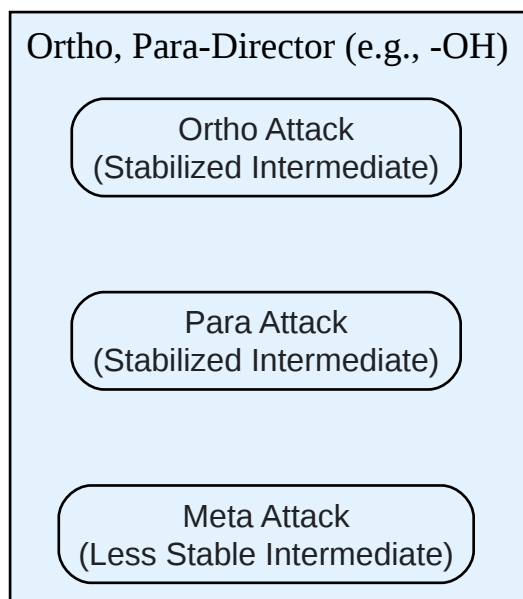 Ortho, Para-Director (e.g., -OH)
Ortho Attack
(Stabilized Intermediate)
Para Attack
(Stabilized Intermediate)
Meta Attack
(Less Stable Intermediate)